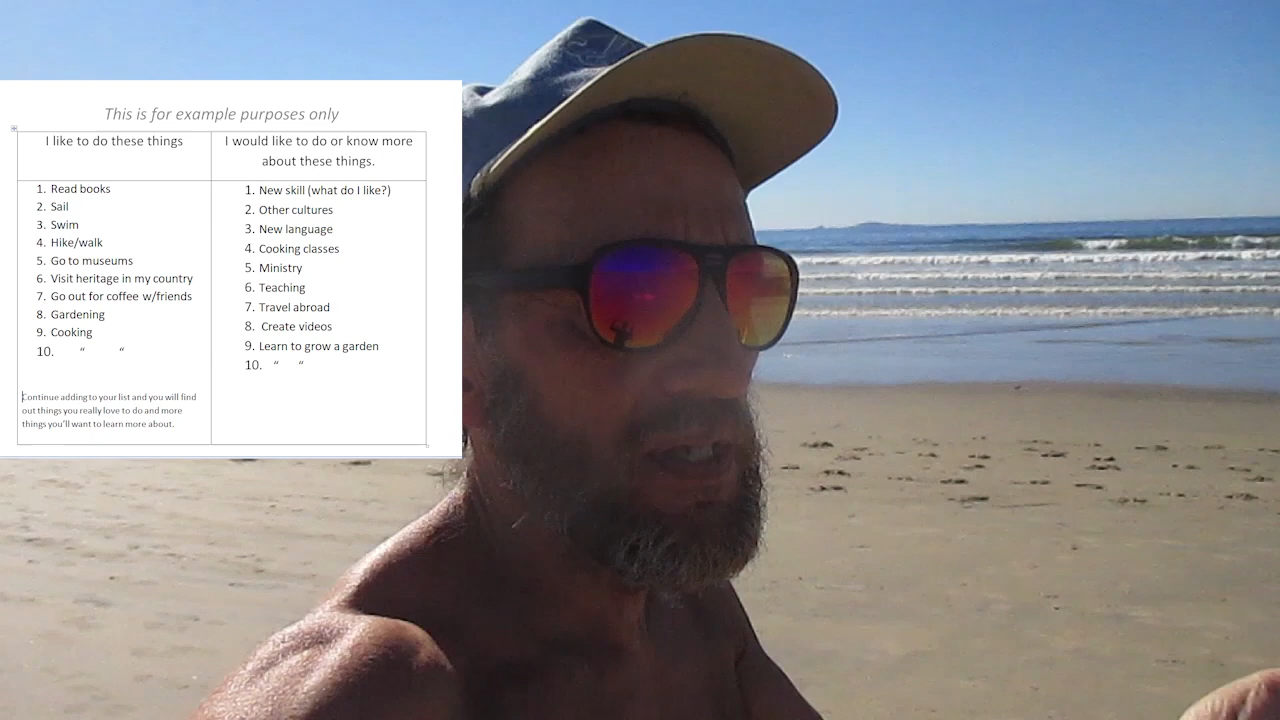 This is for example purposes only
I like to do these things
I would like to do or know more
about these things.
1. Read books
2. Sail
3. Swim
4. Hike/walk
5. Go to museums
6. Visit heritage in my country
7. Go out for coffee w/friends
8. Gardening
9. Cooking
10. “ “
Continue adding to your list and you will find
out things you really love to do and more
things you'll want to learn more about.
1. New skill (what do I like?)
2. Other cultures
3. New language
4. Cooking classes
5. Ministry
6. Teaching
7. Travel abroad
8. Create videos
9. Learn to grow a garden
10. “ “